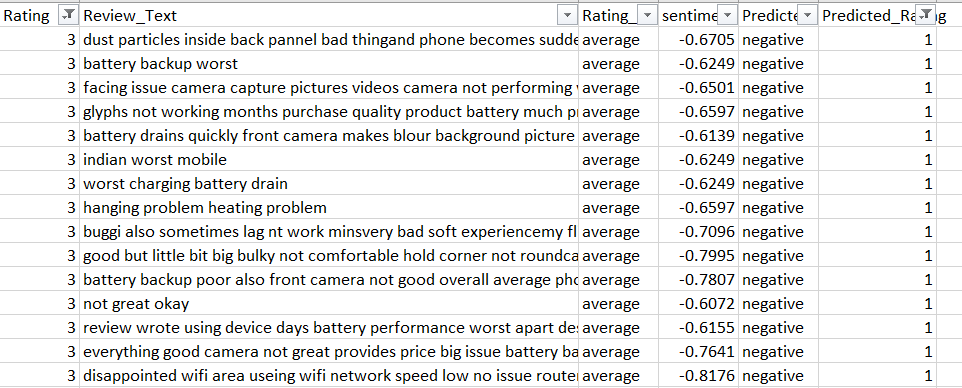 Rating Review_Text Rating_ sentime Predicte Predicted_Rating
3 dust particles inside back pannel bad thingand phone becomes sudde average -0.6705 negative 1
3 battery backup worst average -0.6249 negative 1
3 facing issue camera capture pictures videos camera not performing average -0.6501 negative 1
3 glyphs not working months purchase quality product battery much p average -0.6597 negative 1
3 battery drains quickly front camera makes blour background picture average -0.6139 negative 1
3 indian worst mobile average -0.6249 negative 1
3 worst charging battery drain average -0.6249 negative 1
3 hanging problem heating problem average -0.6597 negative 1
3 buggi also sometimes lag nt work minsvery bad soft experiencemy fl average -0.7096 negative 1
3 good but little bit big bulky not comfortable hold corner not roundca average -0.7995 negative 1
3 battery backup poor also front camera not good overall average pho average -0.7807 negative 1
3 not great okay average -0.6072 negative 1
3 review wrote using device days battery performance worst apart de average -0.6155 negative 1
3 everything good camera not great provides price big issue battery ba average -0.7641 negative 1
3 disappointed wifi area useing wifi network speed low no issue route average -0.8176 negative 1